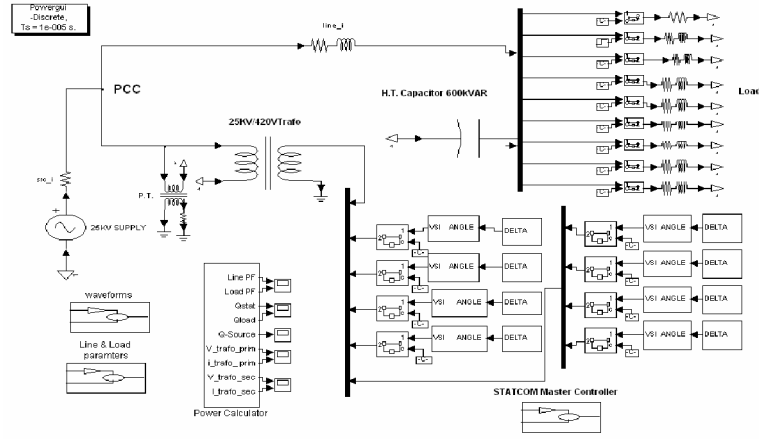 Powergui
-Discrete,
Ts = 1e-005 s.
line_i
PCC
H.T. Capacitor 600kVAR
Load
25KV/420VTrafo
src_i
P.T.
25KV SUPPLY
waveforms
Line & Load
paramters
Line PF
Load PF
Qstat
Qload
Q-Source
V_trafo_prim
i_trafo_prim
V_trafo_sec
I_trafo_sec
Power Calculator
VSI ANGLE DELTA
VSI ANGLE DELTA
VSI ANGLE DELTA
VSI ANGLE DELTA
VSI ANGLE DELTA
VSI ANGLE DELTA
VSI ANGLE DELTA
VSI ANGLE DELTA
STATCOM Master Controller